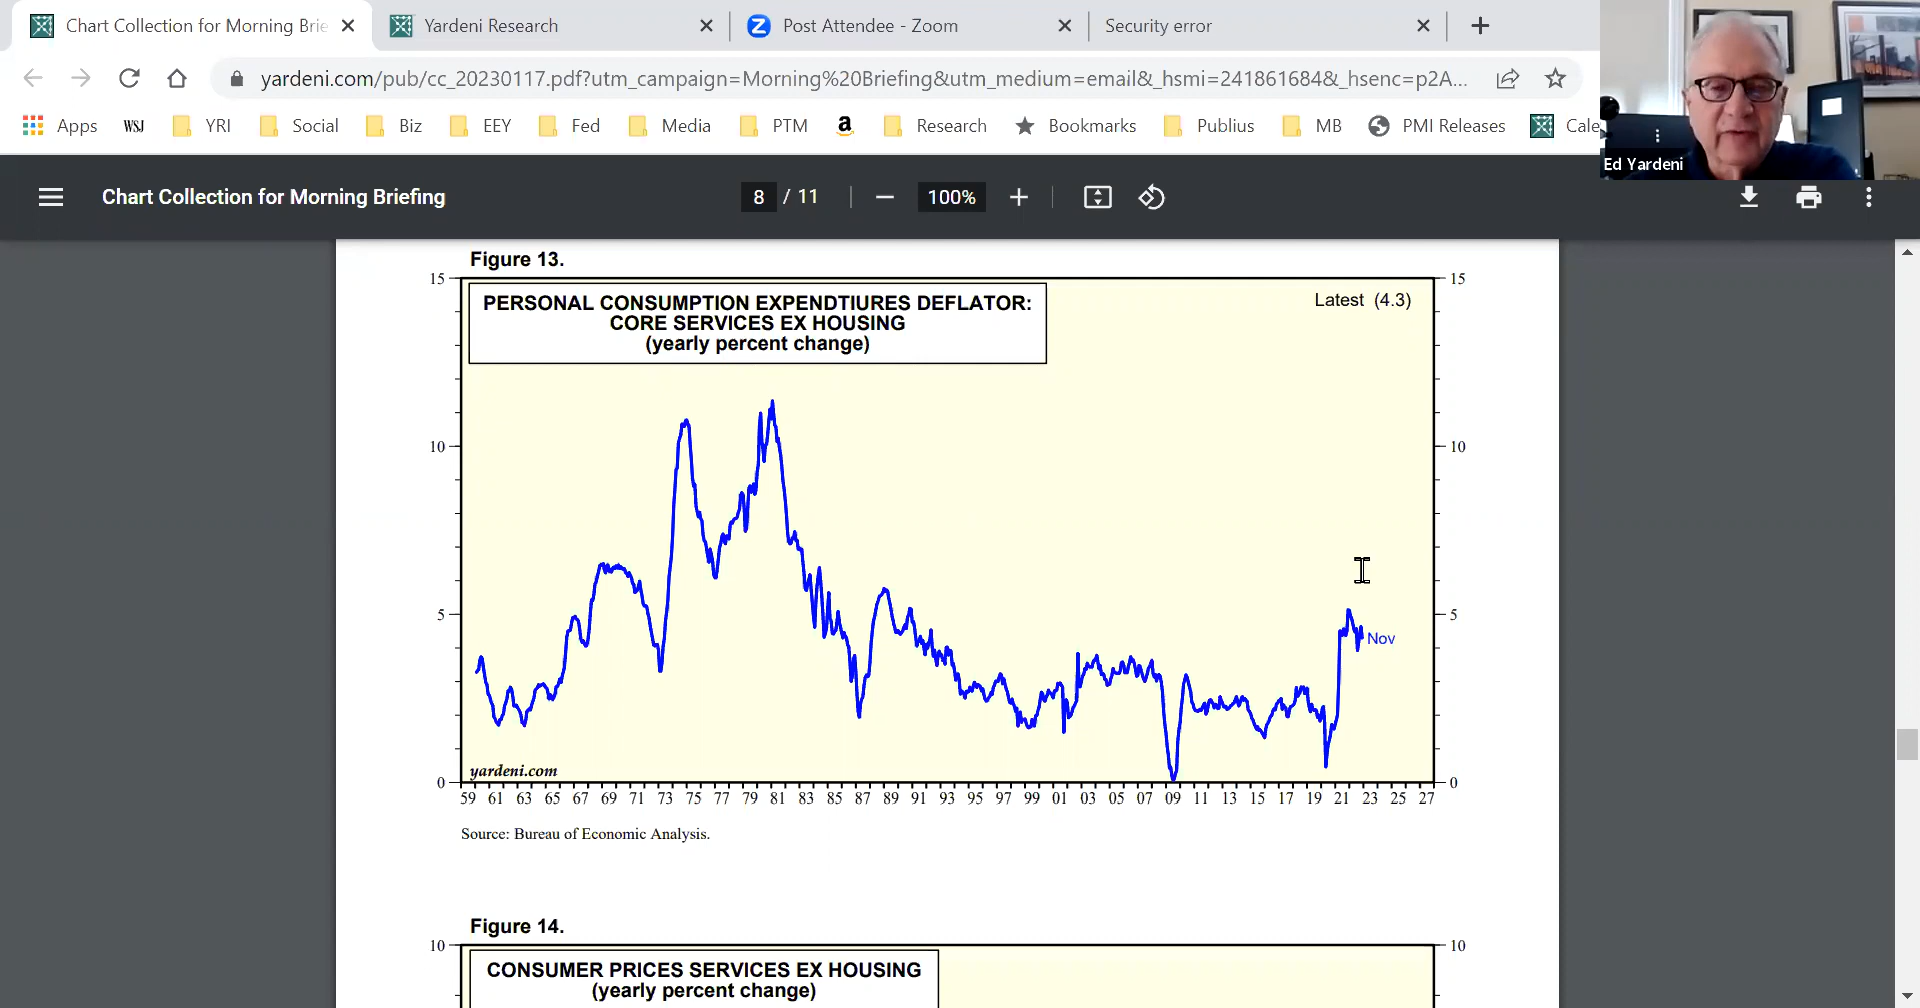 Chart Collection for Morning Brie
Yardeni Research
Post Attendee - Zoom
Security error
yardeni.com/pub/cc_20230117.pdf?utm_campaign=Morning%20Briefing&utm_medium=email&_hsmi=241861684&_hsenc=p2A...
Apps WSJ YRI Social Biz EEY Fed Media PTM a Research Bookmarks Publius MB PMI Releases Cale
Ed Yardeni
Chart Collection for Morning Briefing
8 / 11
100%
Figure 13.
15 15
PERSONAL CONSUMPTION EXPENDTIURES DEFLATOR:
CORE SERVICES EX HOUSING
(yearly percent change)
Latest (4.3)
10 10
5 5
Nov
yardeni.com
0 0
59 61 63 65 67 69 71 73 75 77 79 81 83 85 87 89 91 93 95 97 99 01 03 05 07 09 11 13 15 17 19 21 23 25 27
Source: Bureau of Economic Analysis.
Figure 14.
10 10
CONSUMER PRICES SERVICES EX HOUSING
(yearly percent change)